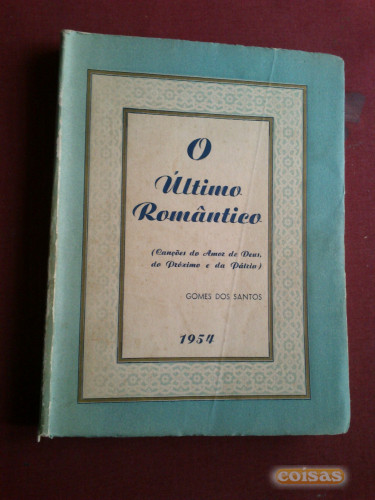 O
Último
Romântico
(Canções do Amor de Deus,
do Próximo e da Pátria)
GOMES DOS SANTOS
1954
coisas